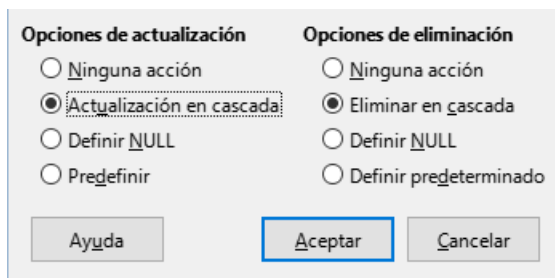 Opciones de actualización
Opciones de eliminación
Ninguna acción
Ninguna acción
Actualización en cascada
Eliminar en cascada
Definir NULL
Definir NULL
Predefinir
Definir predeterminado
Ayuda
Aceptar
Cancelar